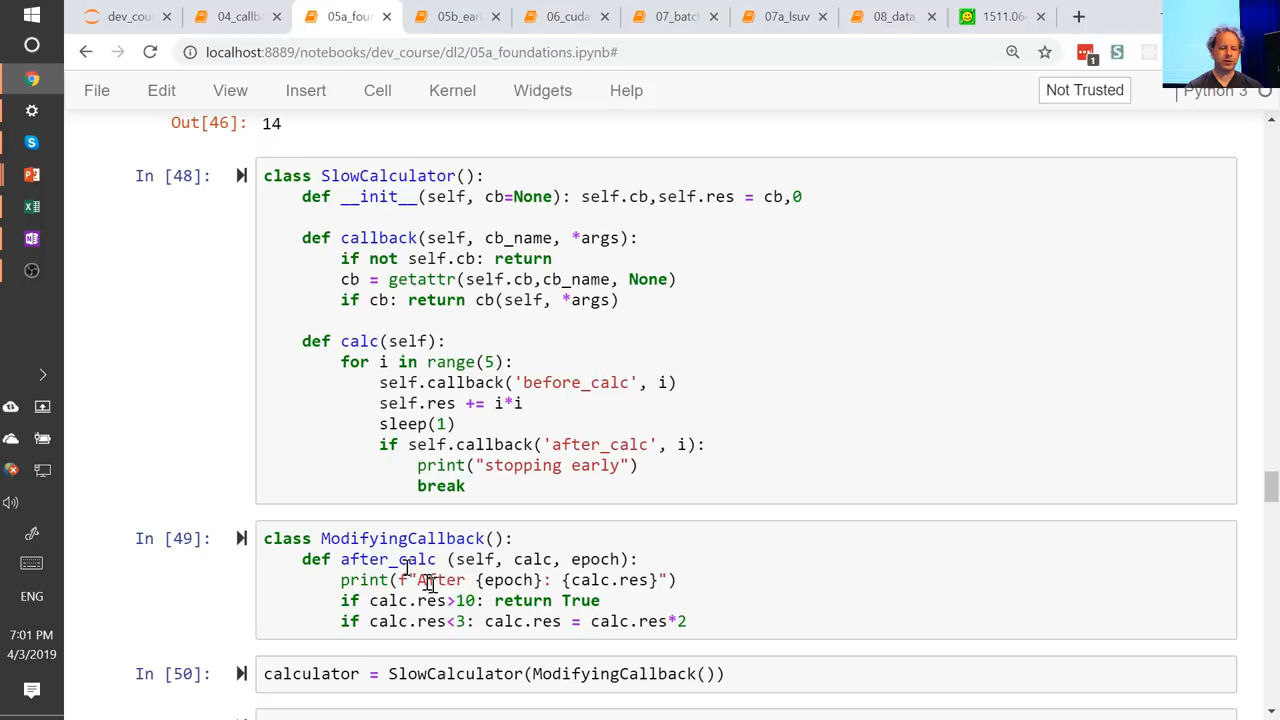 dev_cou
04_callb
05a_fou
05b_earl
06_cuda
07_batch
07a_lsuv
08_data_
1511.06
localhost:8889/notebooks/dev_course/dl2/05a_foundations.ipynb#
1
File Edit View Insert Cell Kernel Widgets Help
Not Trusted
Python 3
Out[46]: 14
In [48]:
class SlowCalculator():
    def __init__(self, cb=None): self.cb,self.res = cb,0
    def callback(self, cb_name, *args):
        if not self.cb: return
        cb = getattr(self.cb,cb_name, None)
        if cb: return cb(self, *args)
    def calc(self):
        for i in range(5):
            self.callback('before_calc', i)
            self.res += i*i
            sleep(1)
            if self.callback('after_calc', i):
                print("stopping early")
                break
In [49]:
class ModifyingCallback():
    def after_calc (self, calc, epoch):
        print(f"After {epoch}: {calc.res}")
        if calc.res>10: return True
        if calc.res<3: calc.res = calc.res*2
In [50]:
calculator = SlowCalculator(ModifyingCallback())
ENG
7:01 PM
4/3/2019